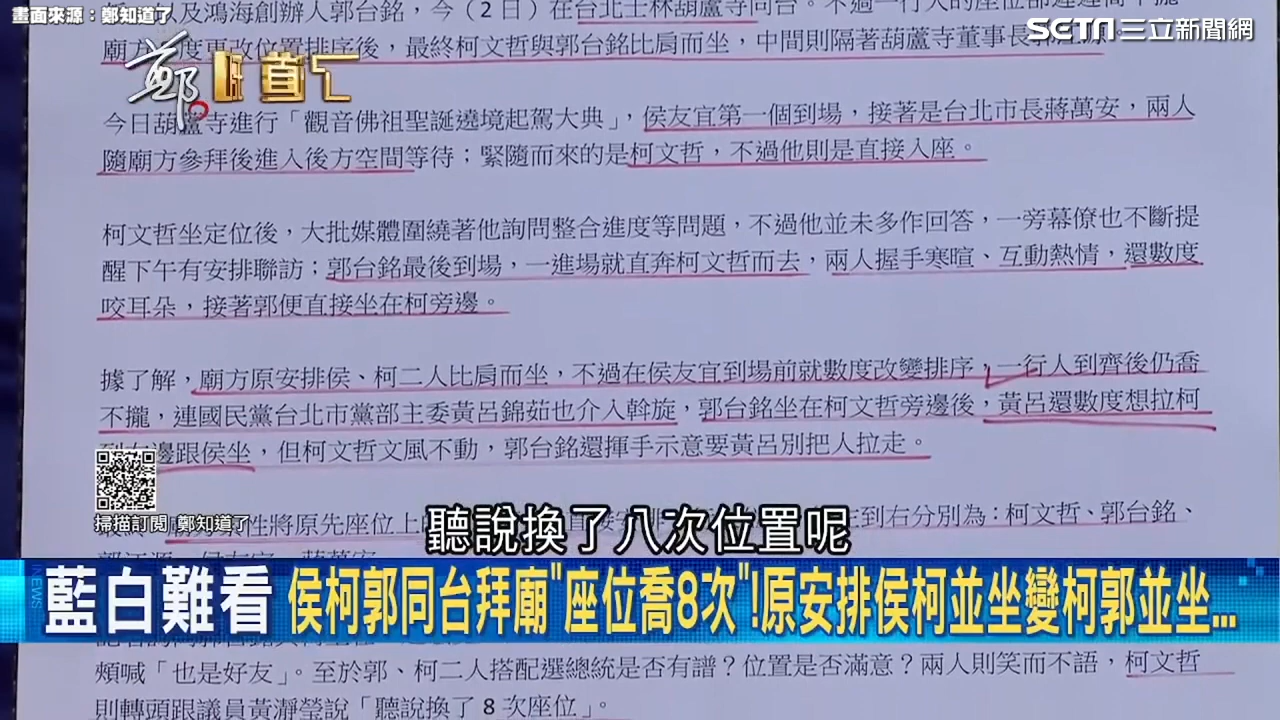 畫面來源：鄭知道了
SETN三立新聞網
以及鴻海創辦人郭台銘，今（2日）在台北士林葫蘆寺同台。不過一行人的座位卻
度更改位置排序後，最終柯文哲與郭台銘比肩而坐，中間則隔著葫蘆寺董事長郭
鄭
今日葫蘆寺進行「觀音佛祖聖誕遶境起駕大典」，侯友宜第一個到場，接著是台北市長蔣萬安，兩人
隨廟方參拜後進入後方空間等待；緊隨而來的是柯文哲，不過他則是直接入座。
柯文哲坐定位後，大批媒體圍繞著他詢問整合進度等問題，不過他並未多作回答，一旁幕僚也不斷提
醒下午有安排聯訪；郭台銘最後到場，一進場就直奔柯文哲而去，兩人握手寒暄、互動熱情，還數度
咬耳朵，接著郭便直接坐在柯旁邊。
據了解，廟方原安排侯、柯二人比肩而坐，不過在侯友宜到場前就數度改變排序，一行人到齊後仍喬
不攏，連國民黨台北市黨部主委黃呂錦茹也介入斡旋，郭台銘坐在柯文哲旁邊後，黃呂還數度想拉柯
邊跟侯坐，但柯文哲文風不動，郭台銘還揮手示意要黃呂別把人拉走。
掃描訂閱 鄭知道了
性將原先座位上
到右分別為：柯文哲、郭台銘、
聽說換了八次位置呢
NEWS
藍白難看 侯柯郭同台拜廟"座位喬8次"!原安排侯柯並坐變柯郭並坐...
頰喊「也是好友」。至於郭、柯二人搭配選總統是否有譜？位置是否滿意？兩人則笑而不語，柯文哲
則轉頭跟議員黃瀞瑩說「聽說換了 8 次座位」。